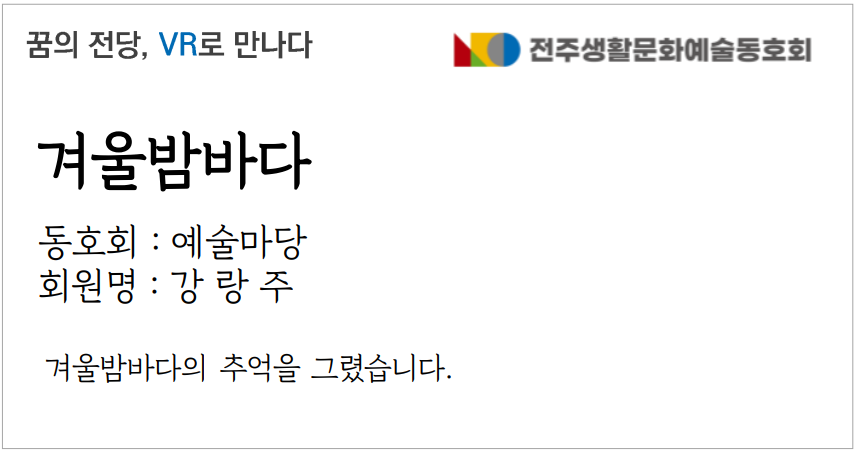 꿈의 전당, VR로 만나다
전주생활문화예술동호회
겨울밤바다
동호회 : 예술마당
회원명 : 강 랑 주
겨울밤바다의 추억을 그렸습니다.